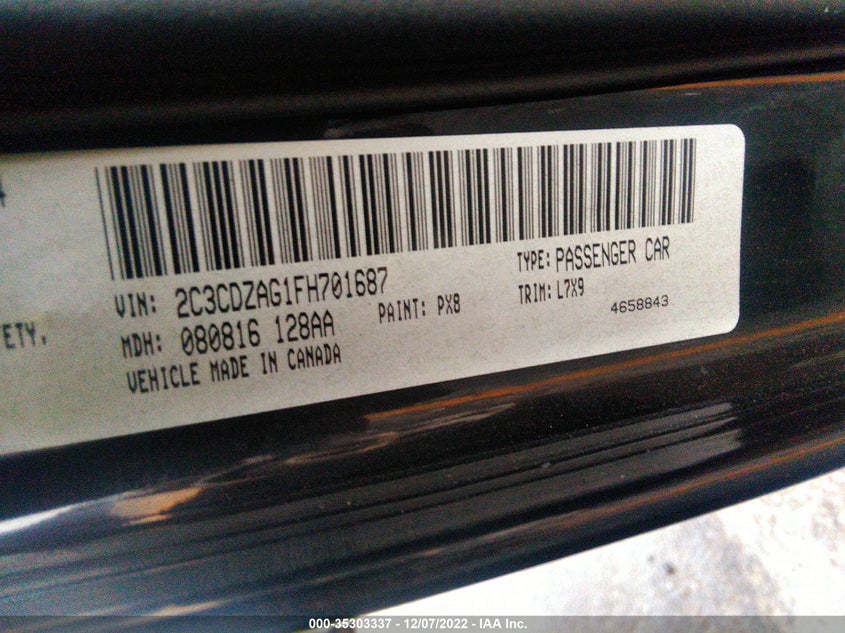 VIN: 2C3CDZAG1FH701687
TYPE: PASSENGER CAR
MDH: 080816 128AA
PAINT: PX8
TRIM: L7X9
VEHICLE MADE IN CANADA
4658843
ETY,
000-35303337 - 12/07/2022 - IAA Inc.